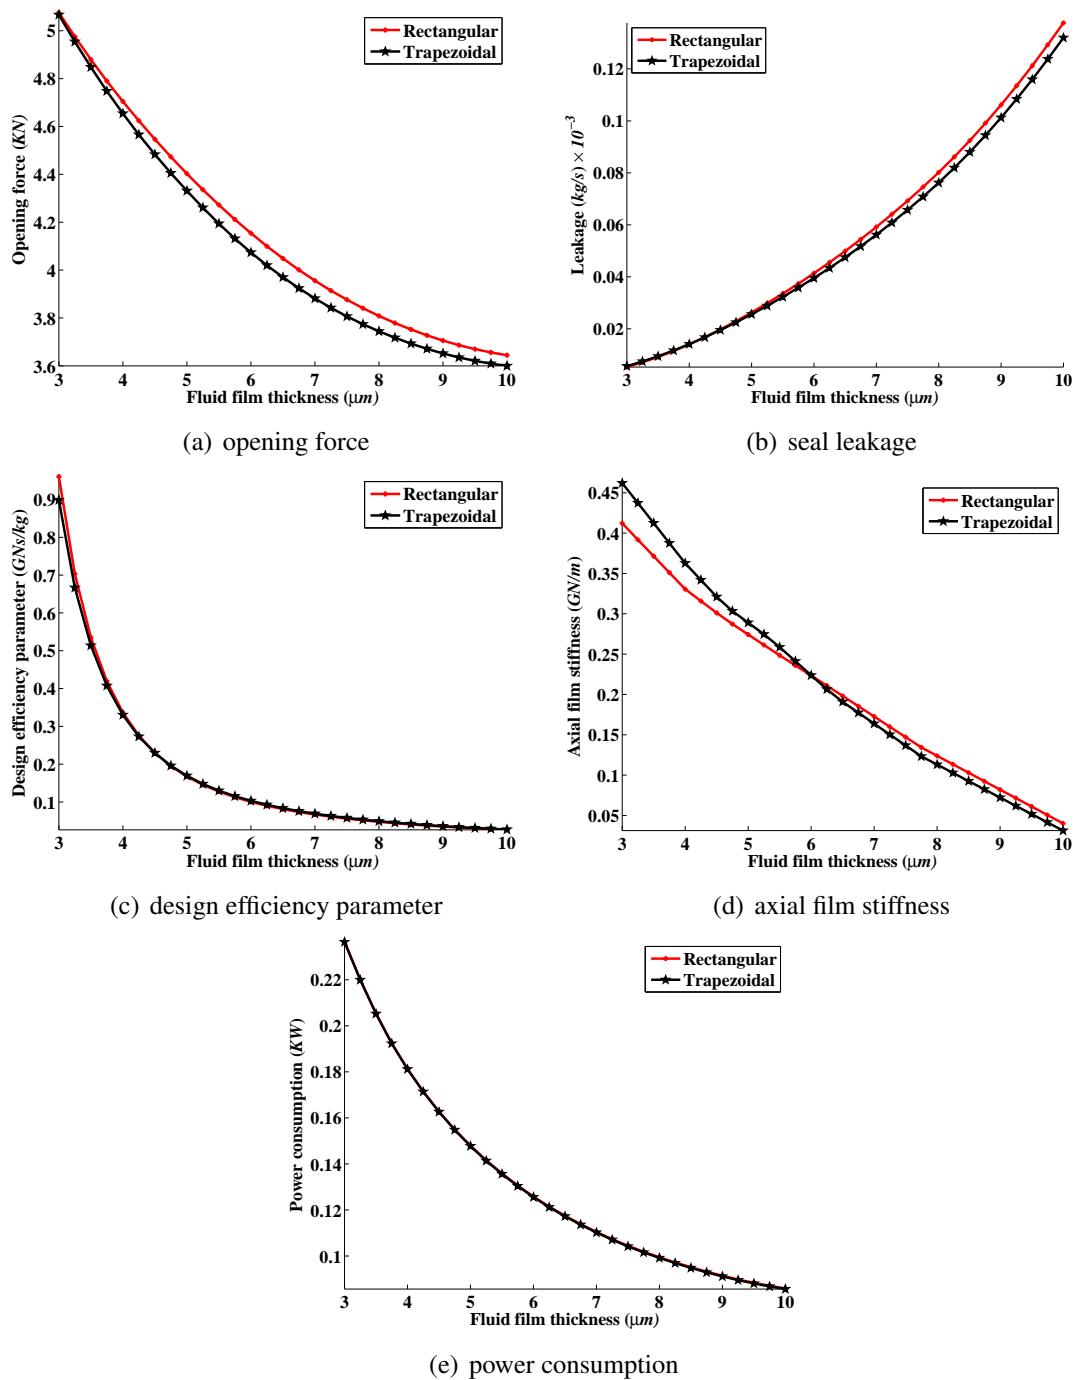 5
4.8
4.6
4.4
4.2
4
3.8
3.6
3 4 5 6 7 8 9 10
Opening force (KN)
Fluid film thickness (μm)
Rectangular
Trapezoidal
(a) opening force
0.12
0.1
0.08
0.06
0.04
0.02
3 4 5 6 7 8 9 10
Leakage (kg/s) × 10⁻³
Fluid film thickness (μm)
Rectangular
Trapezoidal
(b) seal leakage
0.9
0.8
0.7
0.6
0.5
0.4
0.3
0.2
0.1
3 4 5 6 7 8 9 10
Design efficiency parameter (GNs/kg)
Fluid film thickness (μm)
Rectangular
Trapezoidal
(c) design efficiency parameter
0.45
0.4
0.35
0.3
0.25
0.2
0.15
0.1
0.05
3 4 5 6 7 8 9 10
Axial film stiffness (GN/m)
Fluid film thickness (μm)
Rectangular
Trapezoidal
(d) axial film stiffness
0.22
0.2
0.18
0.16
0.14
0.12
0.1
3 4 5 6 7 8 9 10
Power consumption (KW)
Fluid film thickness (μm)
Rectangular
Trapezoidal
(e) power consumption